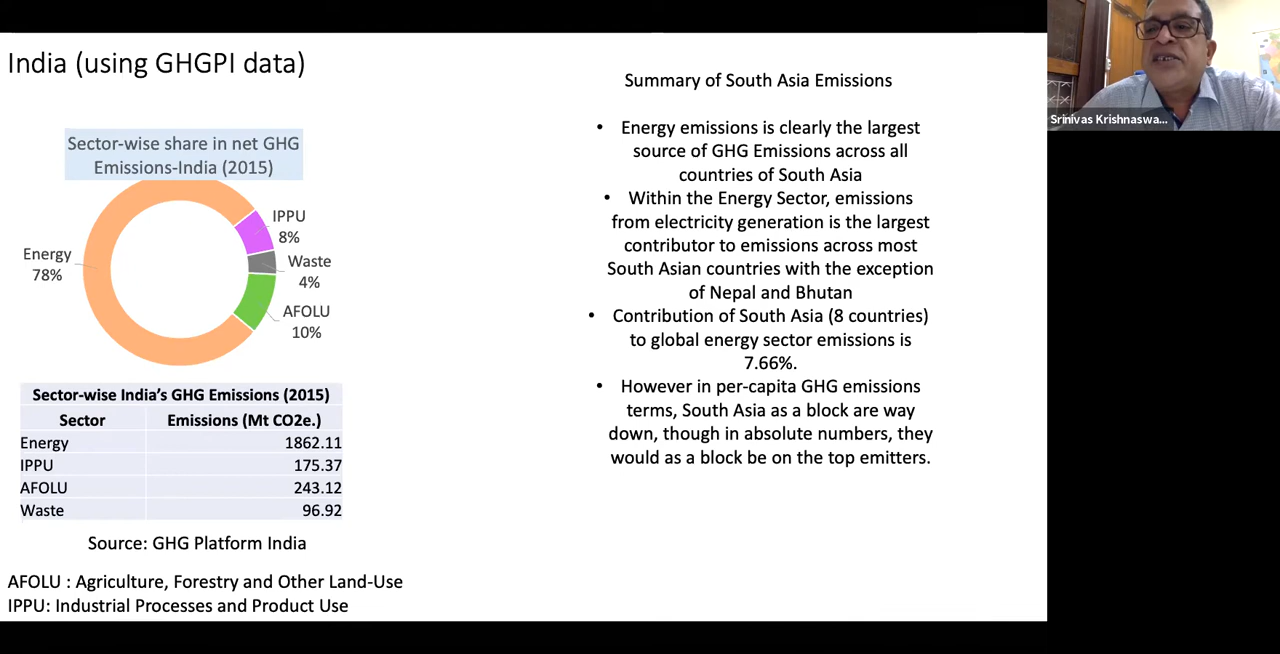 India (using GHGPI data)
Sector-wise share in net GHG
Emissions-India (2015)
IPPU
8%
Energy
78%
Waste
4%
AFOLU
10%
Sector-wise India's GHG Emissions (2015)
Sector Emissions (Mt CO2e.)
Energy 1862.11
IPPU 175.37
AFOLU 243.12
Waste 96.92
Source: GHG Platform India
AFOLU : Agriculture, Forestry and Other Land-Use
IPPU: Industrial Processes and Product Use
Summary of South Asia Emissions
• Energy emissions is clearly the largest
source of GHG Emissions across all
countries of South Asia
• Within the Energy Sector, emissions
from electricity generation is the largest
contributor to emissions across most
South Asian countries with the exception
of Nepal and Bhutan
• Contribution of South Asia (8 countries)
to global energy sector emissions is
7.66%.
• However in per-capita GHG emissions
terms, South Asia as a block are way
down, though in absolute numbers, they
would as a block be on the top emitters.
Srinivas Krishnaswa...